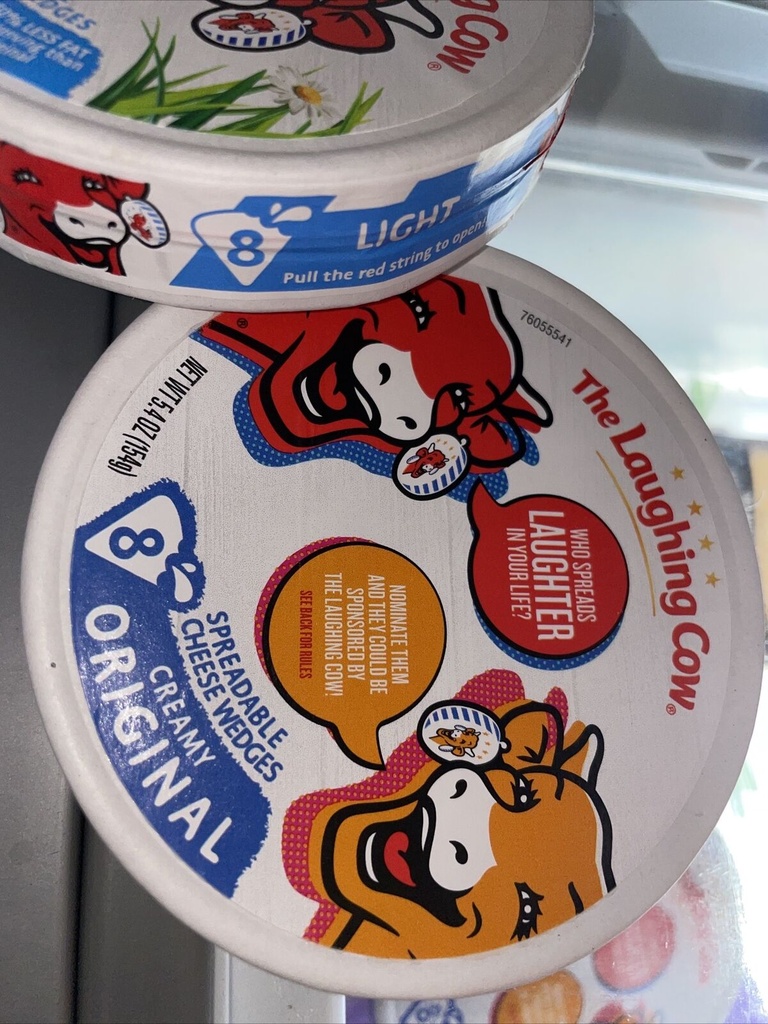 LESS FAT
ng Cow®
8
LIGHT
Pull the red string to open!
76055541
The Laughing Cow®
WHO SPREADS
LAUGHTER
IN YOUR LIFE?
NOMINATE THEM
AND THEY COULD BE
SPONSORED BY
THE LAUGHING COW!
SEE BACK FOR RULES
NET WT 5.4 OZ (154g)
8
SPREADABLE
CHEESE WEDGES
CREAMY
ORIGINAL